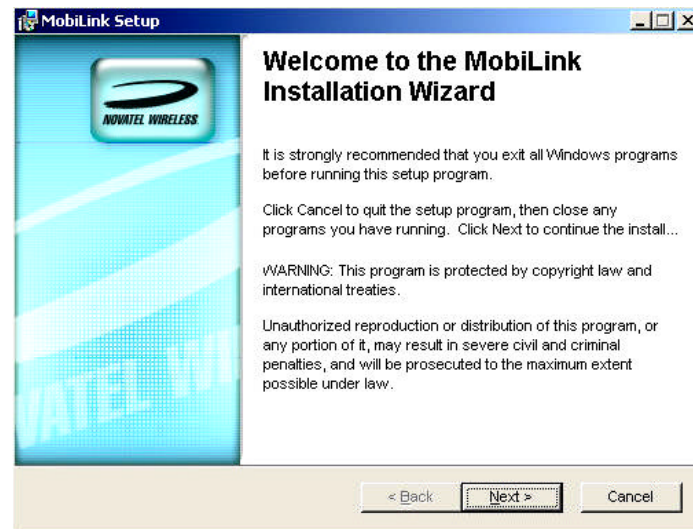 MobiLink Setup
NOVATEL WIRELESS
Welcome to the MobiLink
Installation Wizard
It is strongly recommended that you exit all Windows programs
before running this setup program.
Click Cancel to quit the setup program, then close any
programs you have running. Click Next to continue the install...
WARNING: This program is protected by copyright law and
international treaties.
Unauthorized reproduction or distribution of this program, or
any portion of it, may result in severe civil and criminal
penalties, and will be prosecuted to the maximum extent
possible under law.
VATEL WI
< Back
Next >
Cancel